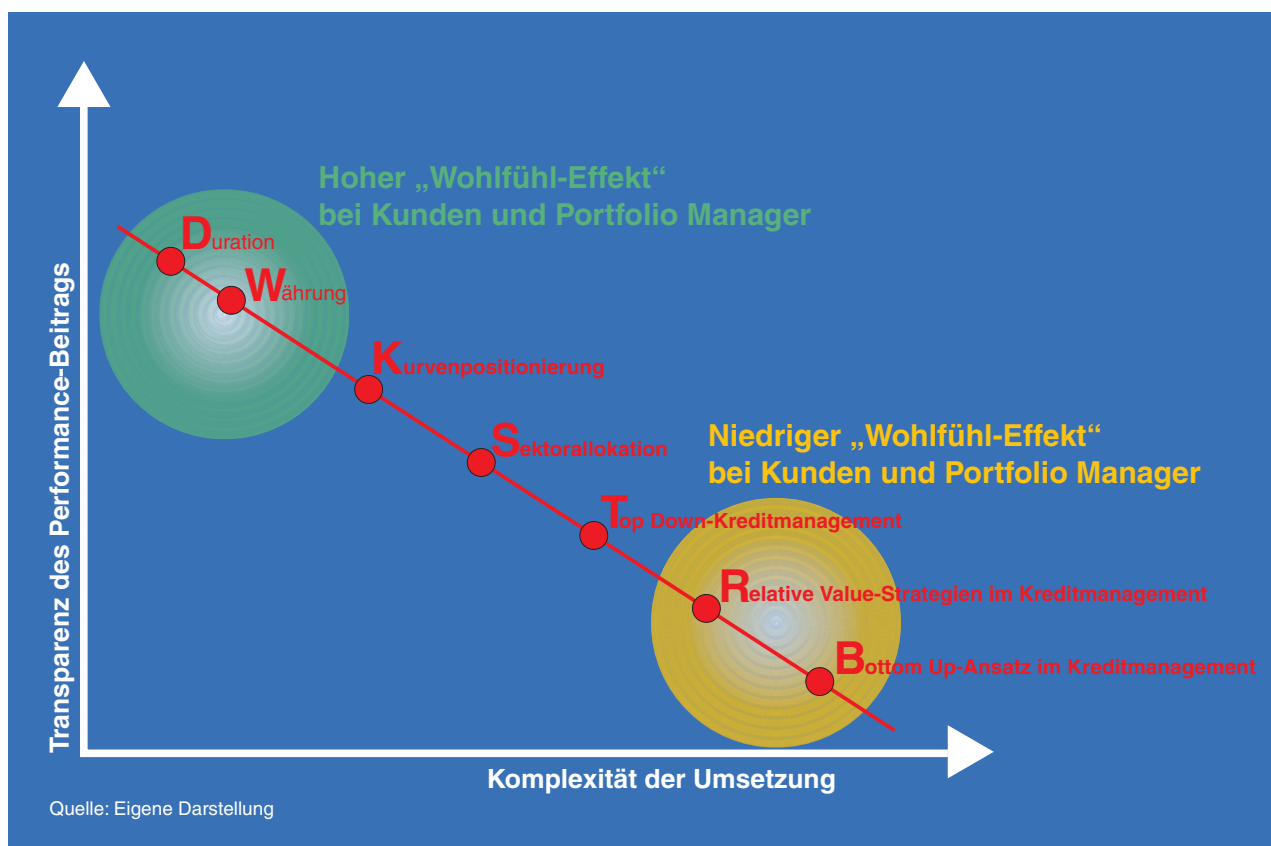 Hoher „Wohlfühl-Effekt“
bei Kunden und Portfolio Manager
Duration
Währung
Kurvenpositionierung
Sektorallokation
Niedriger „Wohlfühl-Effekt“
bei Kunden und Portfolio Manager
Top Down-Kreditmanagement
Relative Value-Strategien im Kreditmanagement
Bottom Up-Ansatz im Kreditmanagement
Transparenz des Performance-Beitrags
Komplexität der Umsetzung
Quelle: Eigene Darstellung